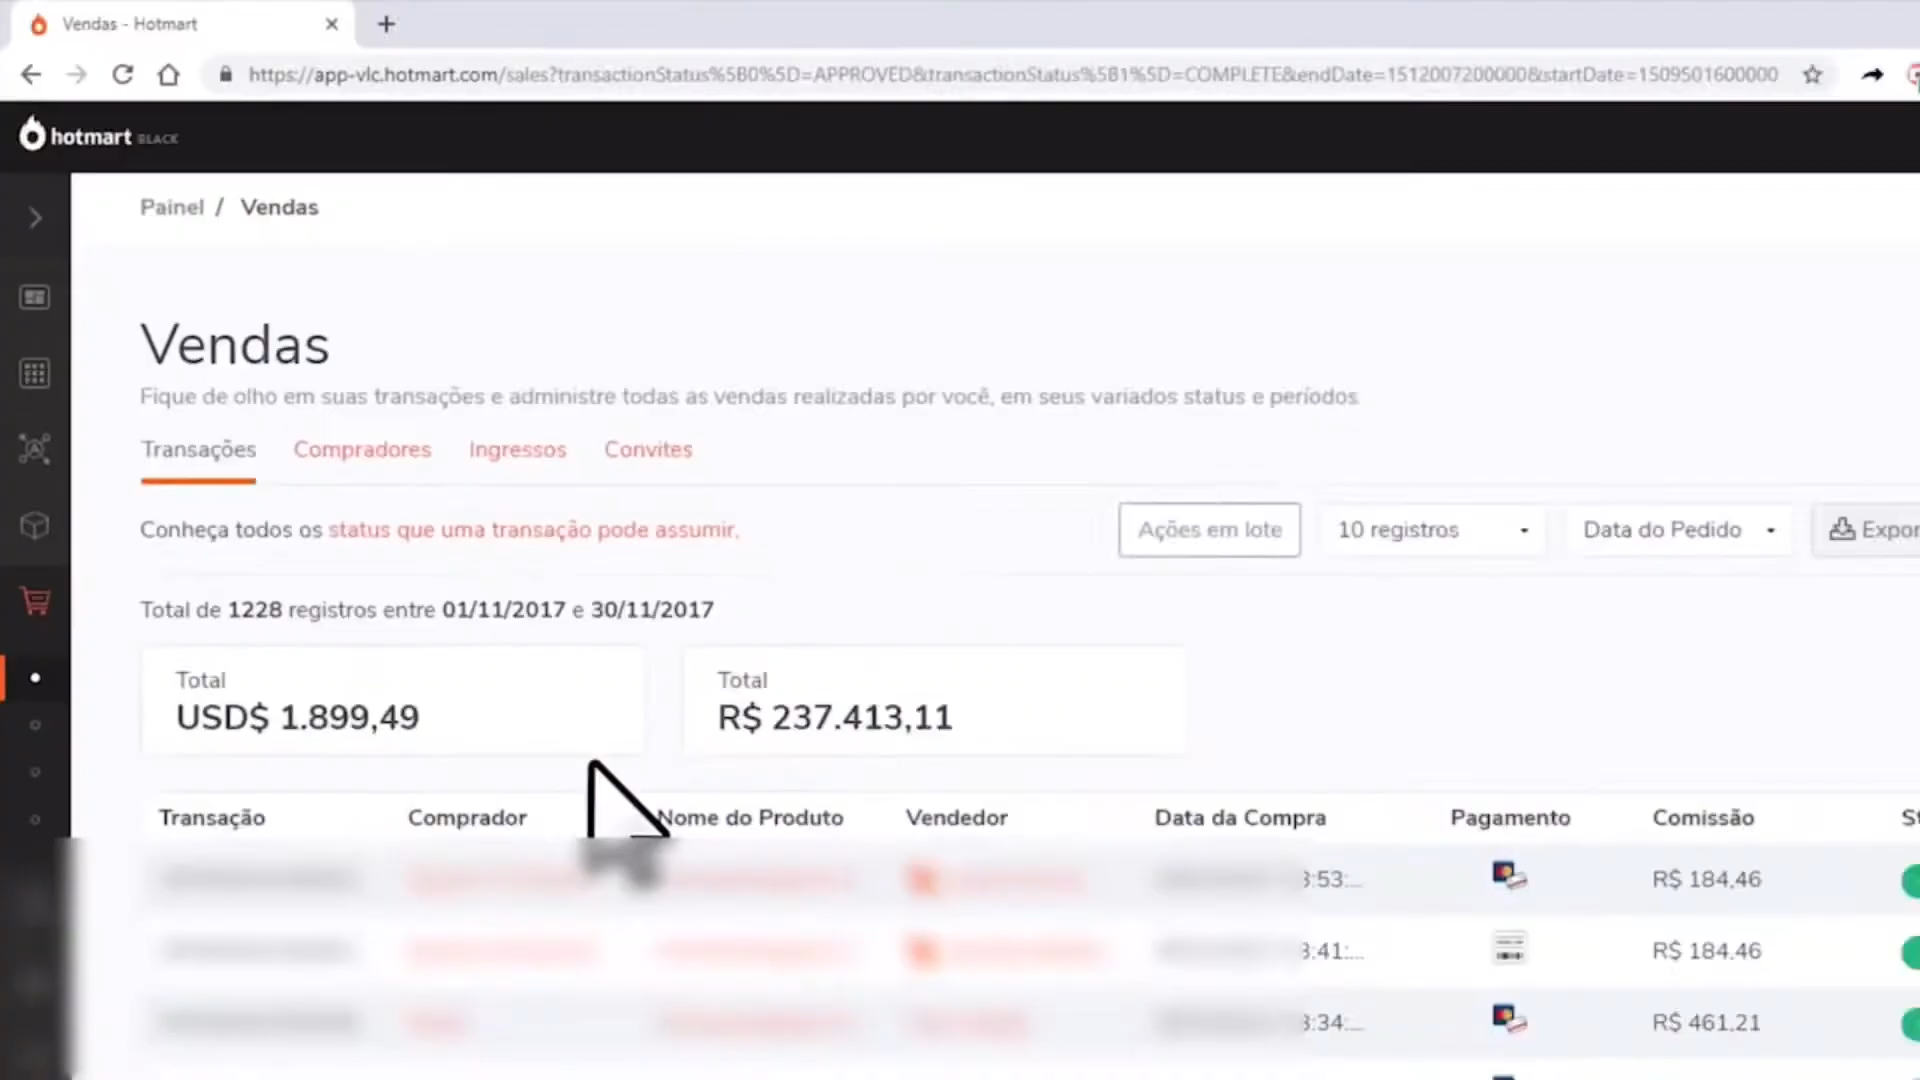 Vendas - Hotmart
https://app-vlc.hotmart.com/sales?transactionStatus%5B0%5D=APPROVED&transactionStatus%5B1%5D=COMPLETE&endDate=1512007200000&startDate=1509501600000
hotmart BLACK
Painel / Vendas
Vendas
Fique de olho em suas transações e administre todas as vendas realizadas por você, em seus variados status e períodos
Transações Compradores Ingressos Convites
Conheça todos os status que uma transação pode assumir. Ações em lote 10 registros Data do Pedido Expor
Total de 1228 registros entre 01/11/2017 e 30/11/2017
Total Total
USD$ 1.899,49 R$ 237.413,11
Transação Comprador Nome do Produto Vendedor Data da Compra Pagamento Comissão St
3:53:... R$ 184,46
3:41:... R$ 184,46
3:34:... R$ 461,21